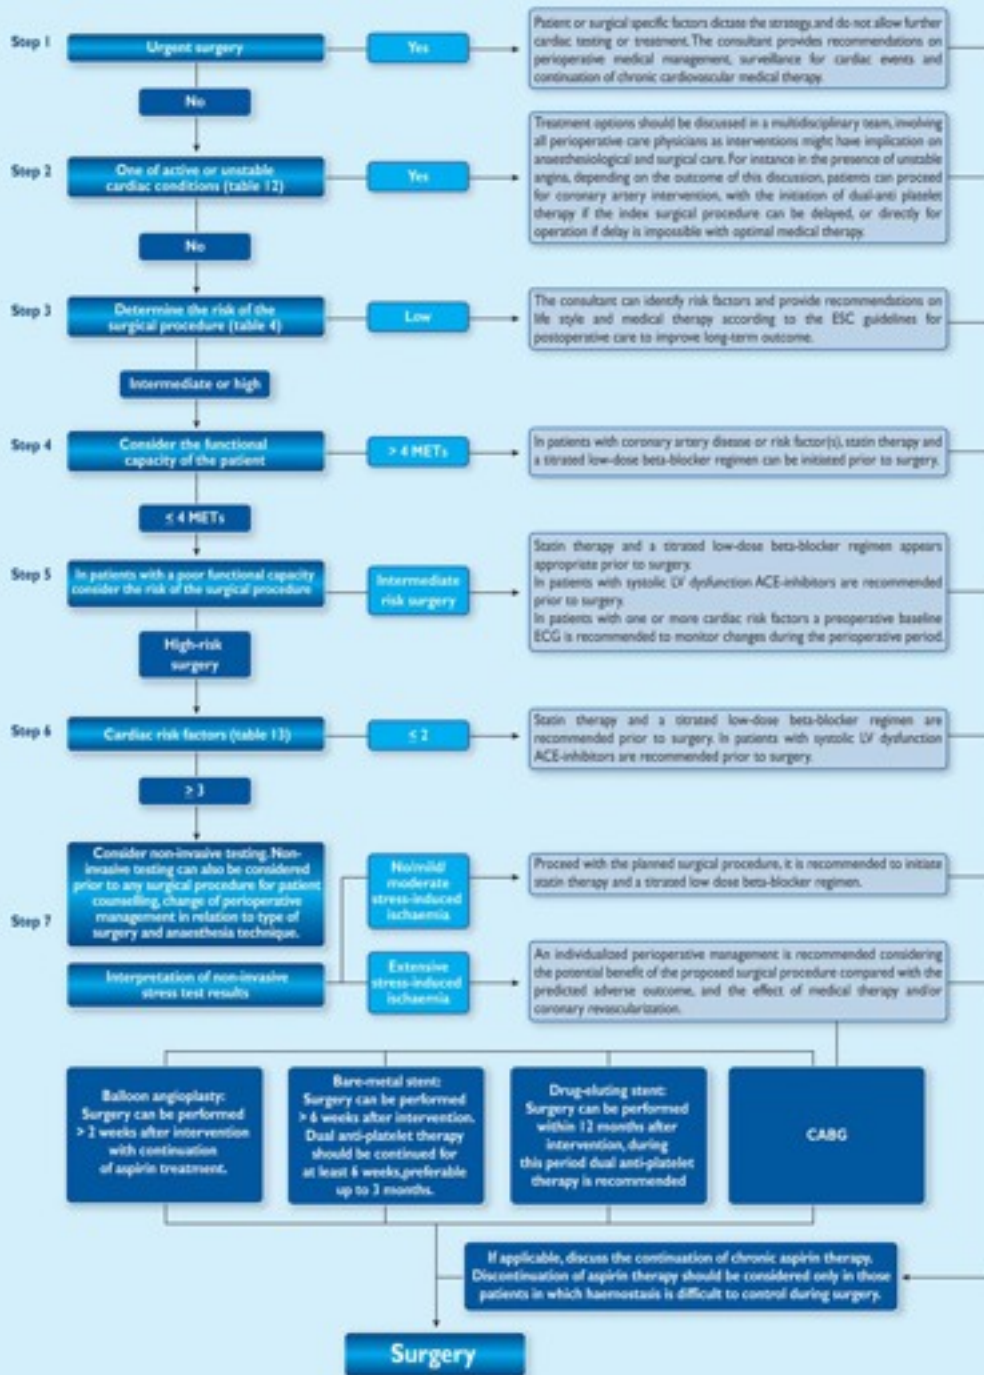 Step 1
Urgent surgery
Yes
Patient or surgical specific factors dictate the strategy, and do not allow further
cardiac testing or treatment. The consultant provides recommendations on
perioperative medical management, surveillance for cardiac events and
continuation of chronic cardiovascular medical therapy.
No
Step 2
One of active or unstable
cardiac conditions (table 12)
Yes
Treatment options should be discussed in a multidisciplinary team, involving
all perioperative care physicians as interventions might have implication on
anaesthesiological and surgical care. For instance in the presence of unstable
angina, depending on the outcome of this discussion, patients can proceed
for coronary artery intervention, with the initiation of dual-anti platelet
therapy if the index surgical procedure can be delayed, or directly for
operation if delay is impossible with optimal medical therapy.
No
Step 3
Determine the risk of the
surgical procedure (table 4)
Low
The consultant can identify risk factors and provide recommendations on
life style and medical therapy according to the ESC guidelines for
postoperative care to improve long-term outcome.
Intermediate or high
Step 4
Consider the functional
capacity of the patient
> 4 METs
In patients with coronary artery disease or risk factor(s), statin therapy and
a titrated low-dose beta-blocker regimen can be initiated prior to surgery.
≤ 4 METs
Step 5
In patients with a poor functional capacity
consider the risk of the surgical procedure
Intermediate
risk surgery
Statin therapy and a titrated low-dose beta-blocker regimen appears
appropriate prior to surgery.
In patients with systolic LV dysfunction ACE-inhibitors are recommended
prior to surgery.
In patients with one or more cardiac risk factors a preoperative baseline
ECG is recommended to monitor changes during the perioperative period.
High-risk
surgery
Step 6
Cardiac risk factors (table 13)
≤ 2
Statin therapy and a titrated low-dose beta-blocker regimen are
recommended prior to surgery. In patients with systolic LV dysfunction
ACE-inhibitors are recommended prior to surgery.
≥ 3
Step 7
Consider non-invasive testing. Non-
invasive testing can also be considered
prior to any surgical procedure for patient
counselling, change of perioperative
management in relation to type of
surgery and anaesthesia technique.
No/mild/
moderate
stress-induced
ischaemia
Proceed with the planned surgical procedure, it is recommended to initiate
statin therapy and a titrated low dose beta-blocker regimen.
Interpretation of non-invasive
stress test results
Extensive
stress-induced
ischaemia
An individualized perioperative management is recommended considering
the potential benefit of the proposed surgical procedure compared with the
predicted adverse outcome, and the effect of medical therapy and/or
coronary revascularization.
Balloon angioplasty:
Surgery can be performed
> 2 weeks after intervention
with continuation
of aspirin treatment.
Bare-metal stent:
Surgery can be performed
> 6 weeks after intervention.
Dual anti-platelet therapy
should be continued for
at least 6 weeks,preferable
up to 3 months.
Drug-eluting stent:
Surgery can be performed
within 12 months after
intervention, during
this period dual anti-platelet
therapy is recommended
CABG
If applicable, discuss the continuation of chronic aspirin therapy.
Discontinuation of aspirin therapy should be considered only in those
patients in which haemostasis is difficult to control during surgery.
Surgery